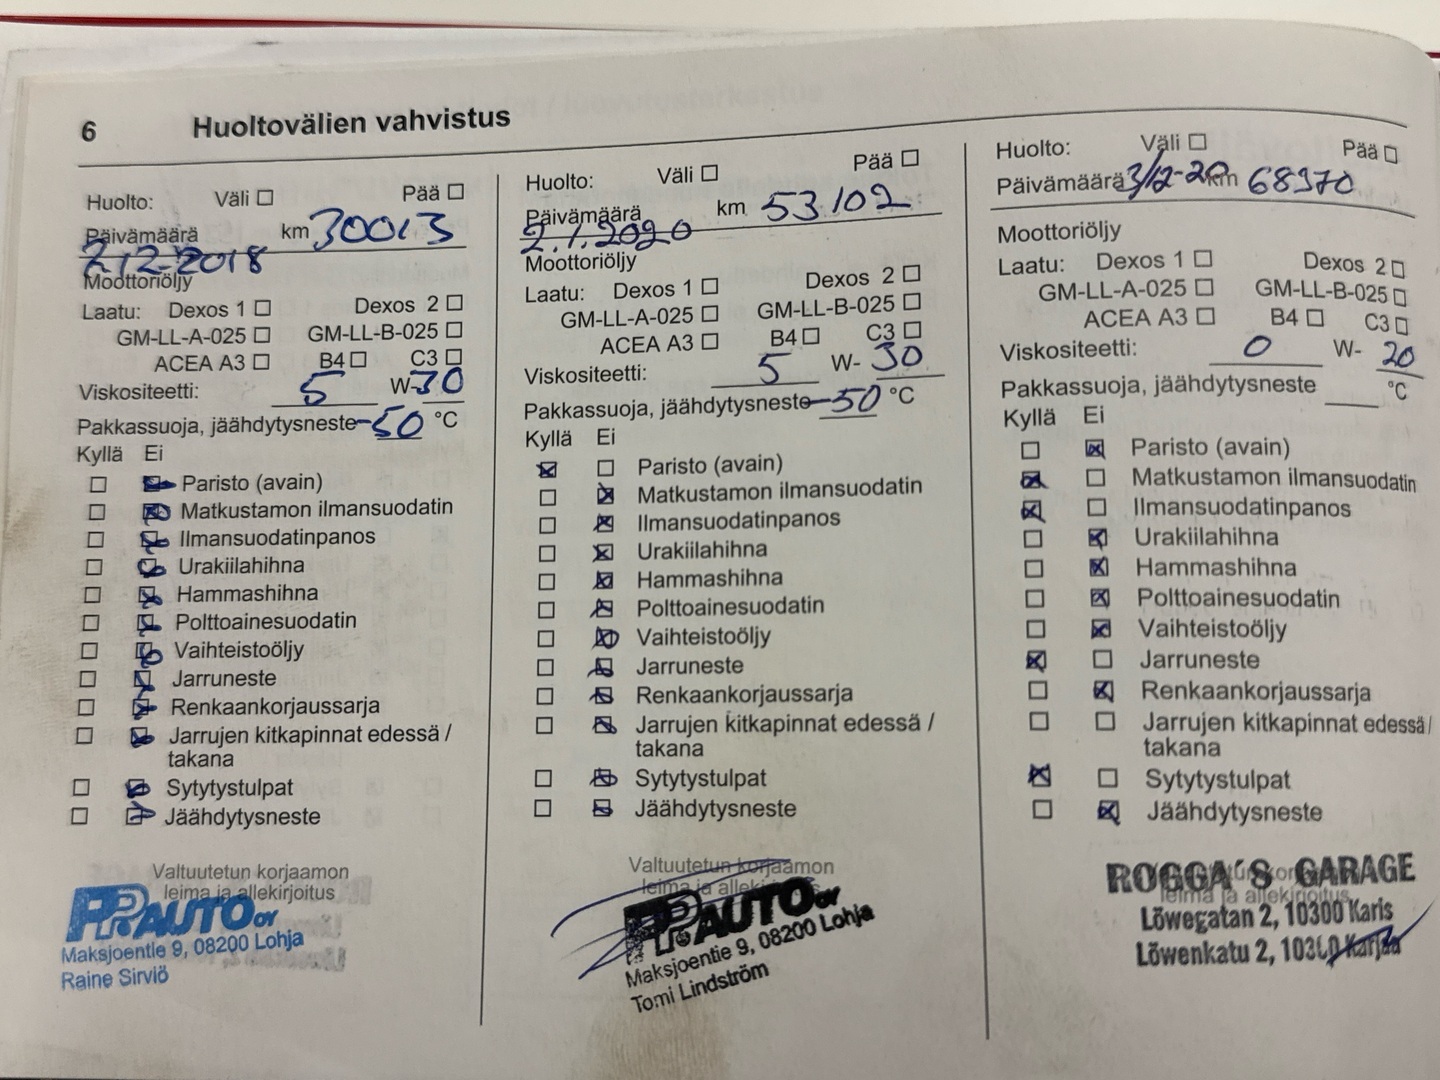 6 Huoltovälien vahvistus
Huolto: Väli Pää
Päivämäärä km 30013
2.12.2018
Moottoriöljy
Laatu: Dexos 1 Dexos 2
GM-LL-A-025 GM-LL-B-025
ACEA A3 B4 C3
Viskositeetti: 5 W-30
Pakkassuoja, jäähdytysneste -50 °C
Kyllä Ei
Paristo (avain)
Matkustamon ilmansuodatin
Ilmansuodatinpanos
Urakiilahihna
Hammashihna
Polttoainesuodatin
Vaihteistoöljy
Jarruneste
Renkaankorjaussarja
Jarrujen kitkapinnat edessä /
takana
Sytytystulpat
Jäähdytysneste
Valtuutetun korjaamon
leima ja allekirjoitus
PP.AUTO OY
Maksjoentie 9, 08200 Lohja
Raine Sirviö
Huolto: Väli Pää
Päivämäärä km 53102
2.1.2020
Moottoriöljy
Laatu: Dexos 1 Dexos 2
GM-LL-A-025 GM-LL-B-025
ACEA A3 B4 C3
Viskositeetti: 5 W- 30
Pakkassuoja, jäähdytysneste -50 °C
Kyllä Ei
Paristo (avain)
Matkustamon ilmansuodatin
Ilmansuodatinpanos
Urakiilahihna
Hammashihna
Polttoainesuodatin
Vaihteistoöljy
Jarruneste
Renkaankorjaussarja
Jarrujen kitkapinnat edessä /
takana
Sytytystulpat
Jäähdytysneste
Valtuutetun korjaamon
leima ja allekirjoitus
PP.AUTO OY
Maksjoentie 9, 08200 Lohja
Tomi Lindström
Huolto: Väli Pää
Päivämäärä 3/12-20 km 68970
Moottoriöljy
Laatu: Dexos 1 Dexos 2
GM-LL-A-025 GM-LL-B-025
ACEA A3 B4 C3
Viskositeetti: 0 W- 20
Pakkassuoja, jäähdytysneste °C
Kyllä Ei
Paristo (avain)
Matkustamon ilmansuodatin
Ilmansuodatinpanos
Urakiilahihna
Hammashihna
Polttoainesuodatin
Vaihteistoöljy
Jarruneste
Renkaankorjaussarja
Jarrujen kitkapinnat edessä /
takana
Sytytystulpat
Jäähdytysneste
ROGGA´S GARAGE
leima ja allekirjoitus
Löwegatan 2, 10300 Karis
Löwenkatu 2, 10300 Karjaa